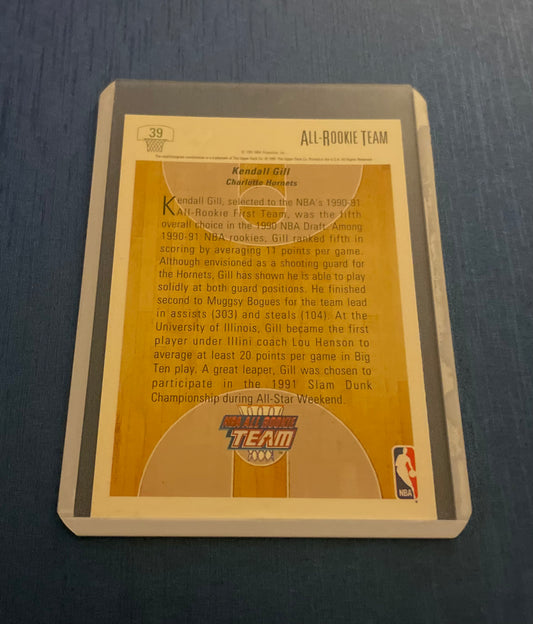 39
ALL-ROOKIE TEAM
Kendall Gill
Charlotte Hornets
Kendall Gill, selected to the NBA's 1990-91
All-Rookie First Team, was the fifth
overall choice in the 1990 NBA Draft. Among
1990-91 NBA rookies, Gill ranked fifth in
scoring by averaging 11 points per game.
Although envisioned as a shooting guard for
the Hornets, Gill has shown he is able to play
solidly at both guard positions. He finished
second to Muggsy Bogues for the team lead
in assists (303) and steals (104). At the
University of Illinois, Gill became the first
player under Illini coach Lou Henson to
average at least 20 points per game in Big
Ten play. A great leaper, Gill was chosen to
participate in the 1991 Slam Dunk
Championship during All-Star Weekend.
NBA ALL-ROOKIE
TEAM
NBA